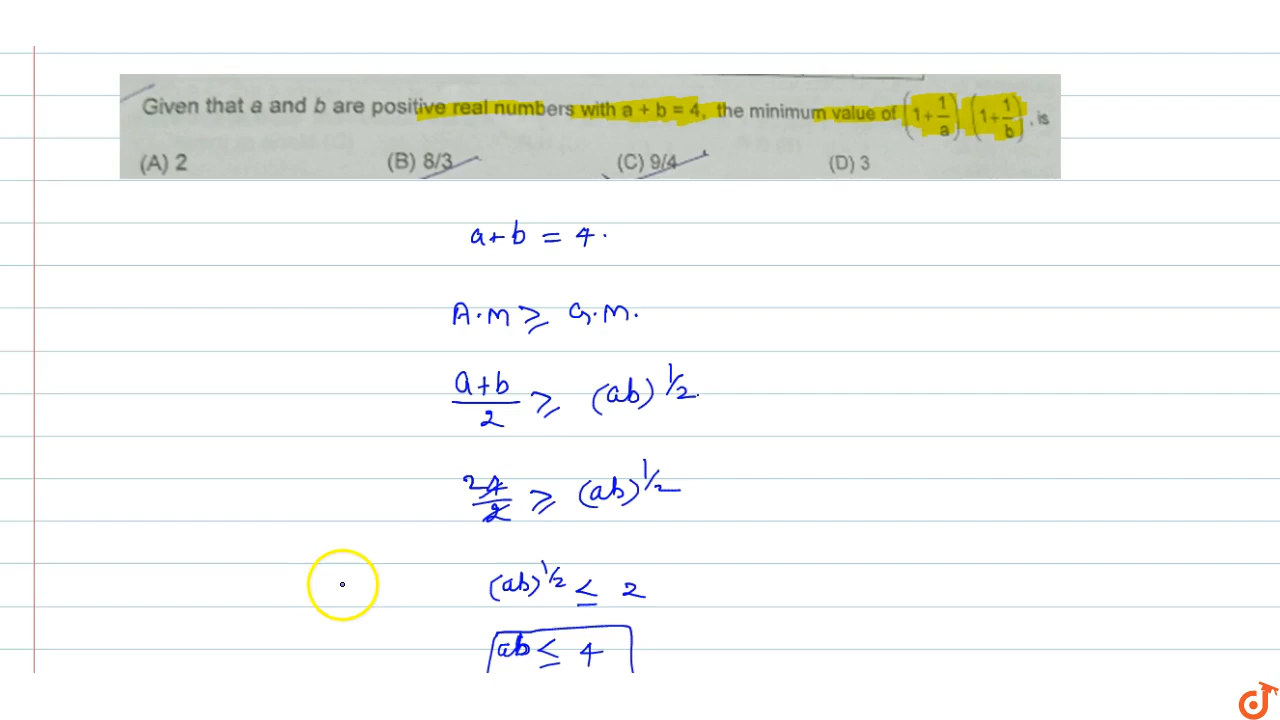 Given that a and b are positive real numbers with a + b = 4, the minimum value of (1+1/a) (1+1/b), is
(A) 2 (B) 8/3 (C) 9/4 (D) 3
a+b = 4.
A.M ≥ G.M.
a+b/2 ≥ (ab)^1/2.
2 4/2 ≥ (ab)^1/2
(ab)^1/2 ≤ 2
ab ≤ 4